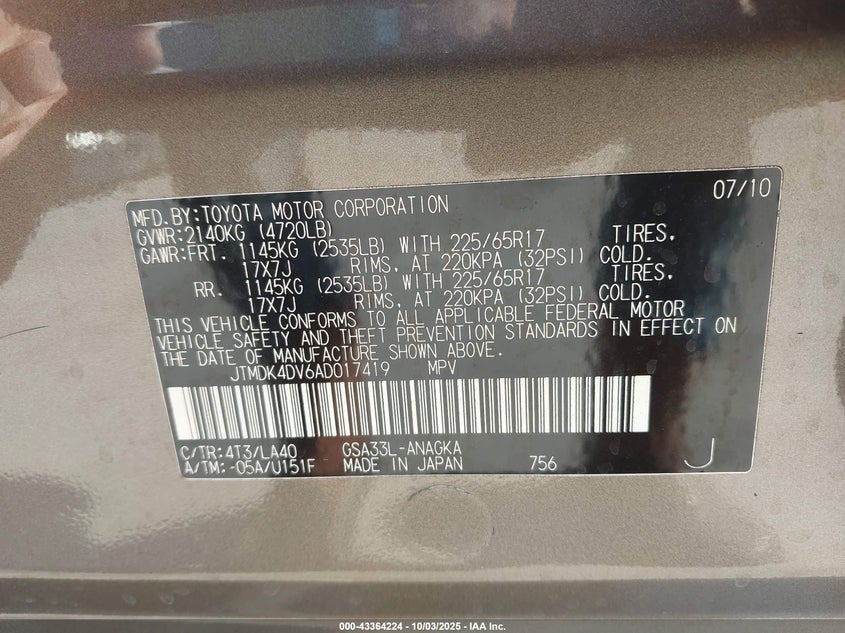 07/10
MFD.BY:TOYOTA MOTOR CORPORATION
GVWR:2140KG (4720LB)
GAWR:FRT. 1145KG (2535LB) WITH 225/65R17 TIRES,
17X7J RIMS, AT 220KPA (32PSI) COLD.
RR. 1145KG (2535LB) WITH 225/65R17 TIRES,
17X7J RIMS, AT 220KPA (32PSI) COLD.
THIS VEHICLE CONFORMS TO ALL APPLICABLE FEDERAL MOTOR
VEHICLE SAFETY AND THEFT PREVENTION STANDARDS IN EFFECT ON
THE DATE OF MANUFACTURE SHOWN ABOVE.
JTMDK4DV6AD017419 MPV
C/TR:4T3/LA40 GSA33L-ANAGKA
A/TM:-05A/U151F MADE IN JAPAN 756 J
000-43364224 - 10/03/2025 - IAA Inc.